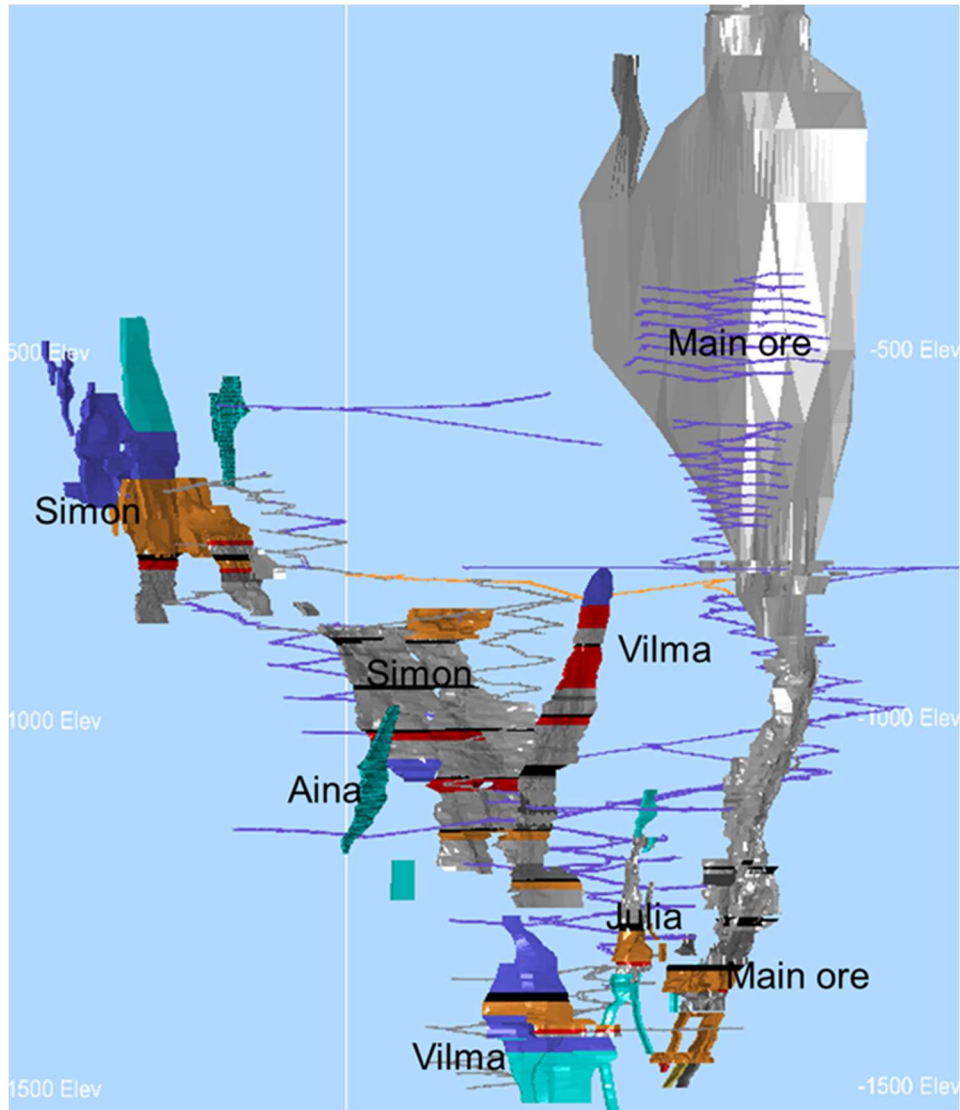 Main ore
500 Elev
-500 Elev
Simon
Vilma
Simon
1000 Elev
-1000 Elev
Aina
Julia
Main ore
Vilma
1500 Elev
-1500 Elev